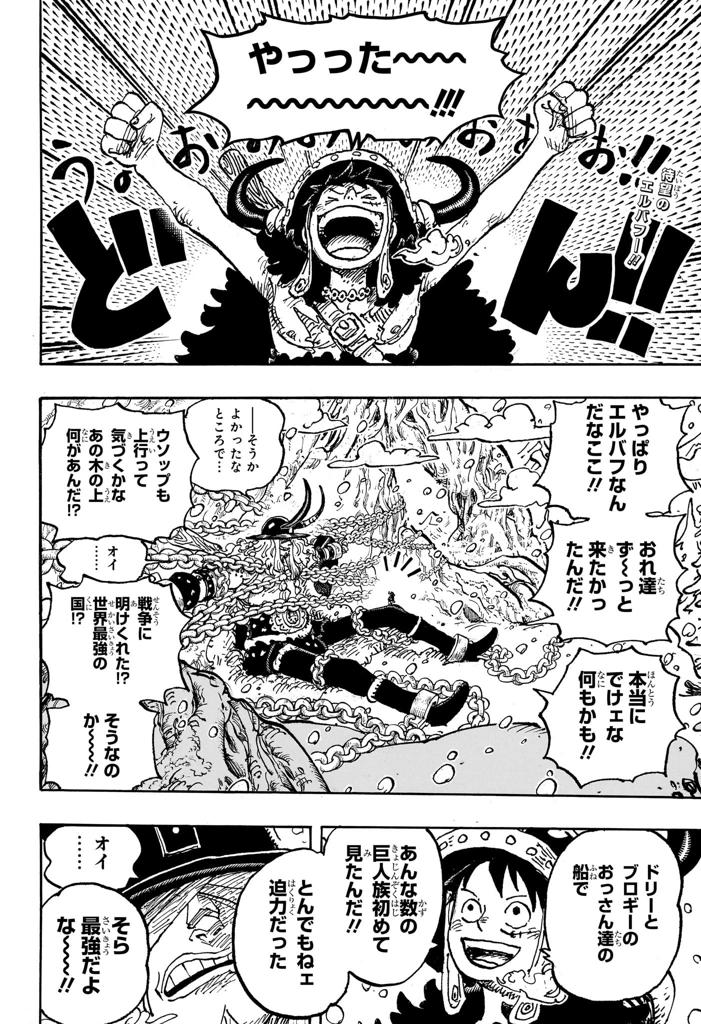 やっった〜〜〜
〜〜〜〜〜〜〜〜〜!!!
うおおおおおお!!
待望の
エルバフー!!!
どん!!
やっぱり
エルバフなん
だなここ!!
おれ達
ず〜〜っと
来たかっ
たんだ!!
本当に
でけェな
何もかも!!
──そうか
よかったな
ところで…
ウソップも
上行って
気づくかな
あの木の上
何があんだ!?
オイ
……
戦争に
明けくれた!?
世界最強の
国!?
そうなの
か〜〜〜!!
ドリーと
ブロギーの
おっさん達の
船で
あんな数の
巨人族初めて
見たんだ!!
とんでもねェ
迫力だった
オイ
……
そら
最強だよ
な〜〜〜!!